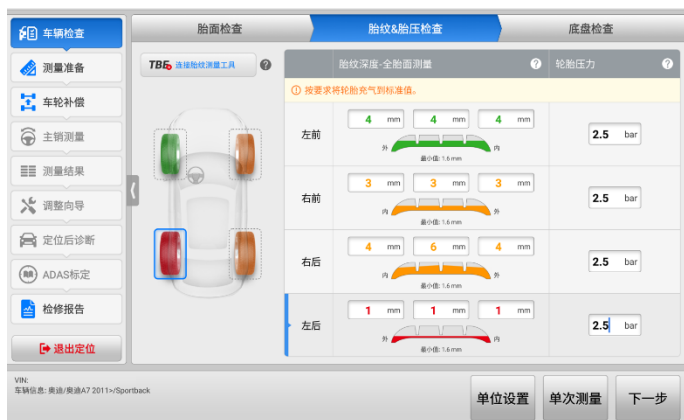 车辆检查
测量准备
车轮补偿
主销测量
测量结果
调整向导
定位后诊断
ADAS标定
检修报告
退出定位
胎面检查
胎纹&胎压检查
底盘检查
TBE 连接胎纹测量工具 ?
胎纹深度-全胎面测量 ? 轮胎压力 ?
按要求将轮胎充气到标准值。
左前 4 mm 4 mm 4 mm 2.5 bar
外 内
最小值: 1.6 mm
右前 3 mm 3 mm 3 mm 2.5 bar
内 外
最小值: 1.6 mm
右后 4 mm 6 mm 4 mm 2.5 bar
内 外
最小值: 1.6 mm
左后 1 mm 1 mm 1 mm 2.5 bar
外 内
最小值: 1.6 mm
VIN:
车辆信息: 奥迪/奥迪A7 2011>/Sportback
单位设置
单次测量
下一步